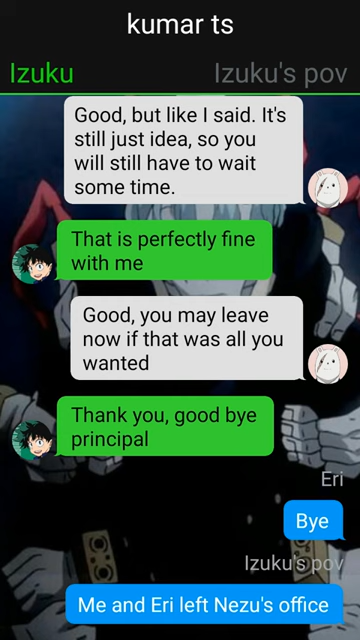 kumar ts
Izuku
Izuku's pov
Good, but like I said. It's
still just idea, so you
will still have to wait
some time.
That is perfectly fine
with me
Good, you may leave
now if that was all you
wanted
Thank you, good bye
principal
Eri
Bye
Izuku's pov
Me and Eri left Nezu's office